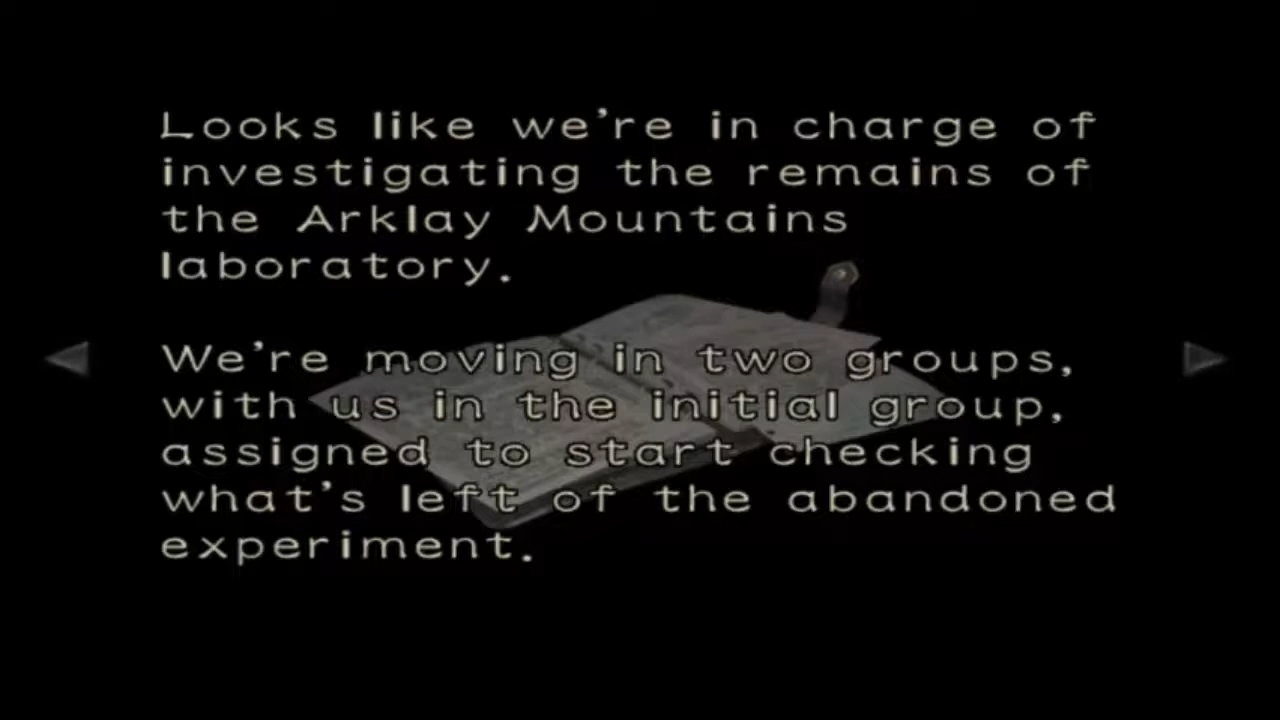 Looks like we're in charge of
investigating the remains of
the Arklay Mountains
laboratory.
We're moving in two groups,
with us in the initial group,
assigned to start checking
what's left of the abandoned
experiment.